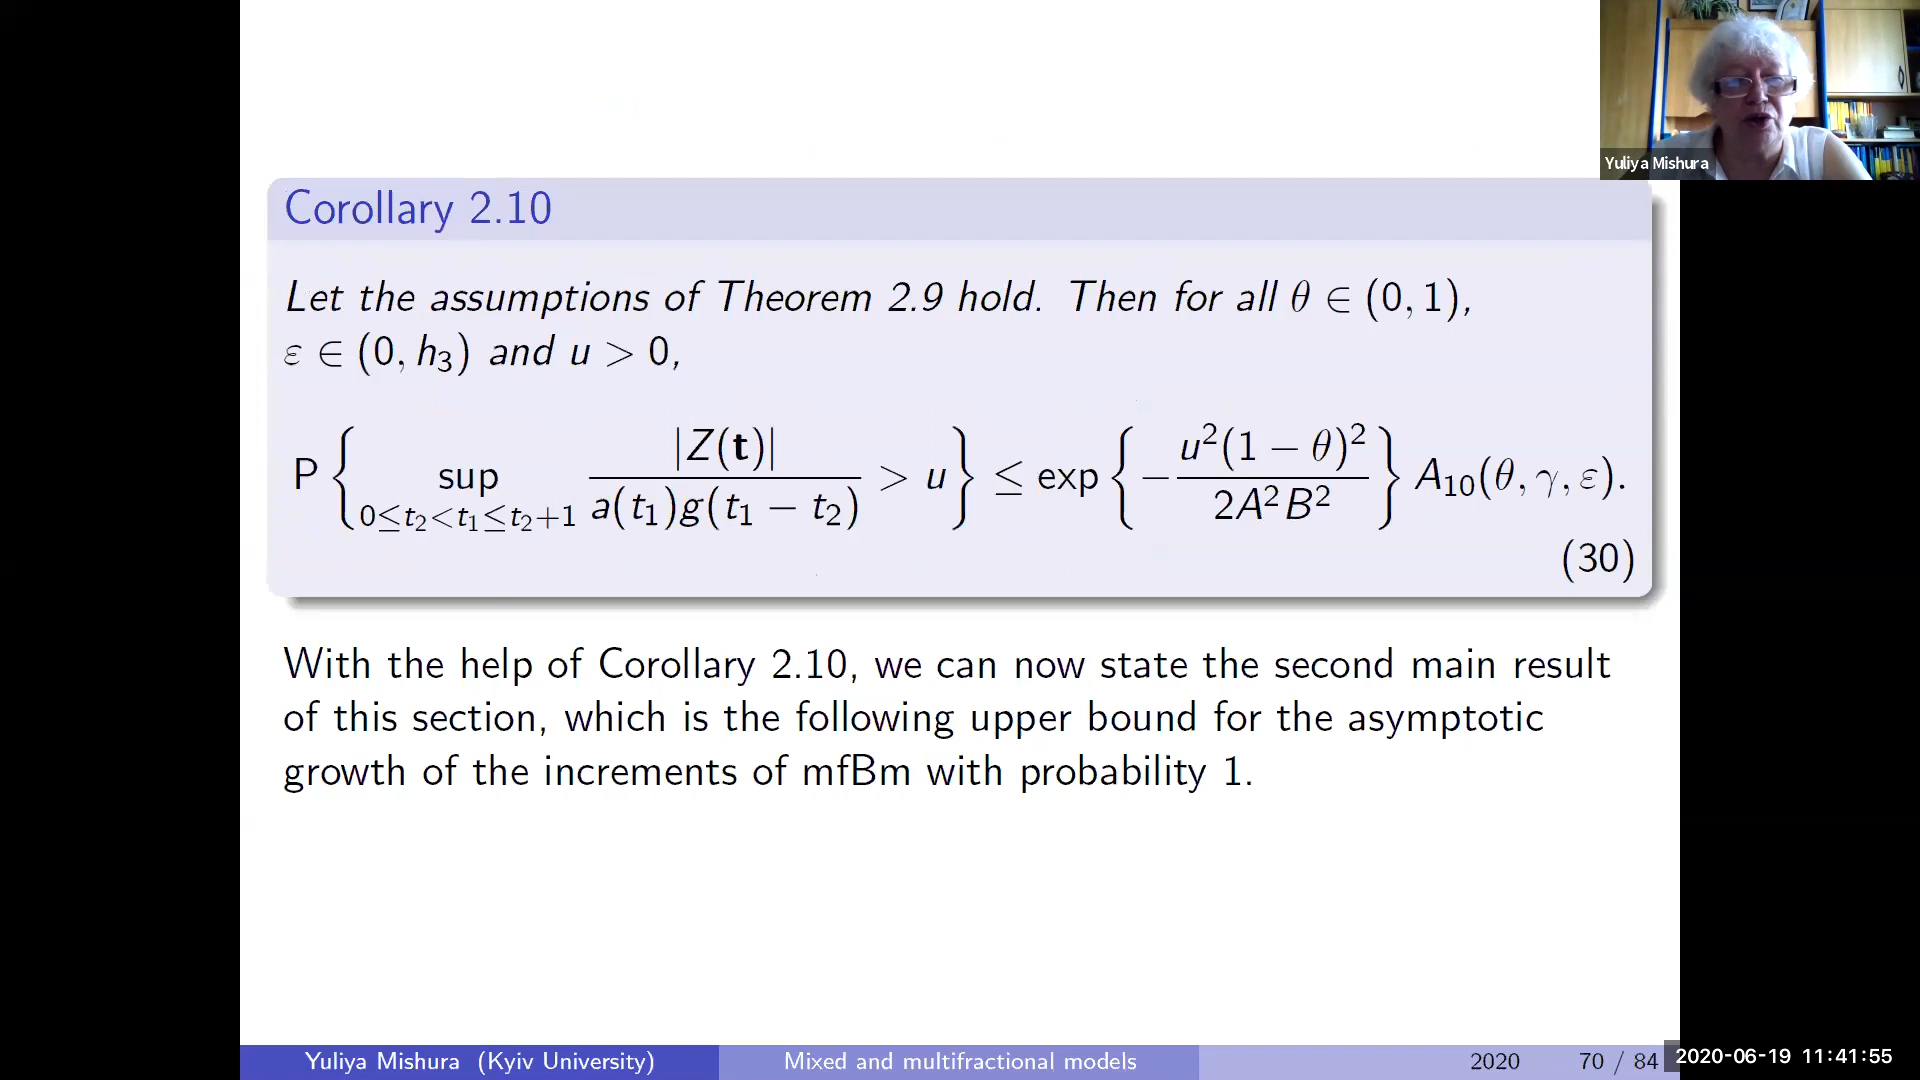 Yuliya Mishura
Corollary 2.10
Let the assumptions of Theorem 2.9 hold. Then for all θ ∈ (0, 1),
ε ∈ (0, h₃) and u > 0,
P { sup_{0≤t₂<t₁≤t₂+1} |Z(𝐭)| / a(t₁)g(t₁ − t₂) > u } ≤ exp { − u²(1 − θ)² / 2A²B² } A₁₀(θ, γ, ε).
(30)
With the help of Corollary 2.10, we can now state the second main result
of this section, which is the following upper bound for the asymptotic
growth of the increments of mfBm with probability 1.
Yuliya Mishura (Kyiv University) Mixed and multifractional models 2020 70 / 84
2020-06-19 11:41:55